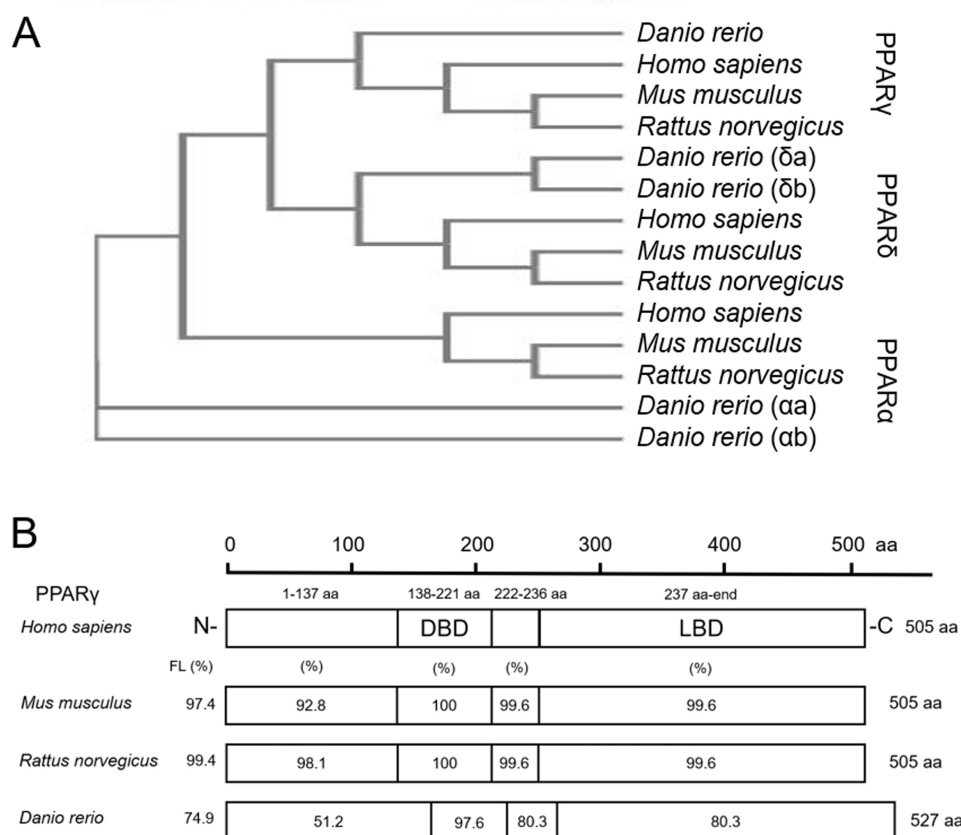 A
Danio rerio
Homo sapiens
Mus musculus
Rattus norvegicus
PPARγ
Danio rerio (δa)
Danio rerio (δb)
Homo sapiens
Mus musculus
Rattus norvegicus
PPARδ
Homo sapiens
Mus musculus
Rattus norvegicus
Danio rerio (αa)
Danio rerio (αb)
PPARα
B
0 100 200 300 400 500 aa
PPARγ 1-137 aa 138-221 aa 222-236 aa 237 aa-end
Homo sapiens N- DBD LBD -C 505 aa
FL (%) (%) (%) (%) (%)
Mus musculus 97.4 92.8 100 99.6 99.6 505 aa
Rattus norvegicus 99.4 98.1 100 99.6 99.6 505 aa
Danio rerio 74.9 51.2 97.6 80.3 80.3 527 aa